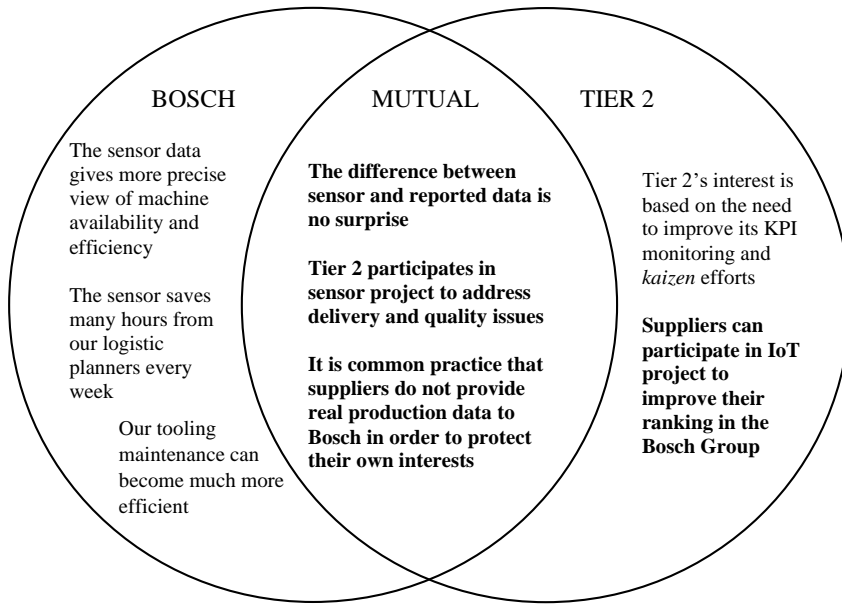 BOSCH
The sensor data
gives more precise
view of machine
availability and
efficiency
The sensor saves
many hours from
our logistic
planners every
week
Our tooling
maintenance can
become much more
efficient
MUTUAL
The difference between
sensor and reported data is
no surprise
Tier 2 participates in
sensor project to address
delivery and quality issues
It is common practice that
suppliers do not provide
real production data to
Bosch in order to protect
their own interests
TIER 2
Tier 2’s interest is
based on the need
to improve its KPI
monitoring and
kaizen efforts
Suppliers can
participate in IoT
project to
improve their
ranking in the
Bosch Group